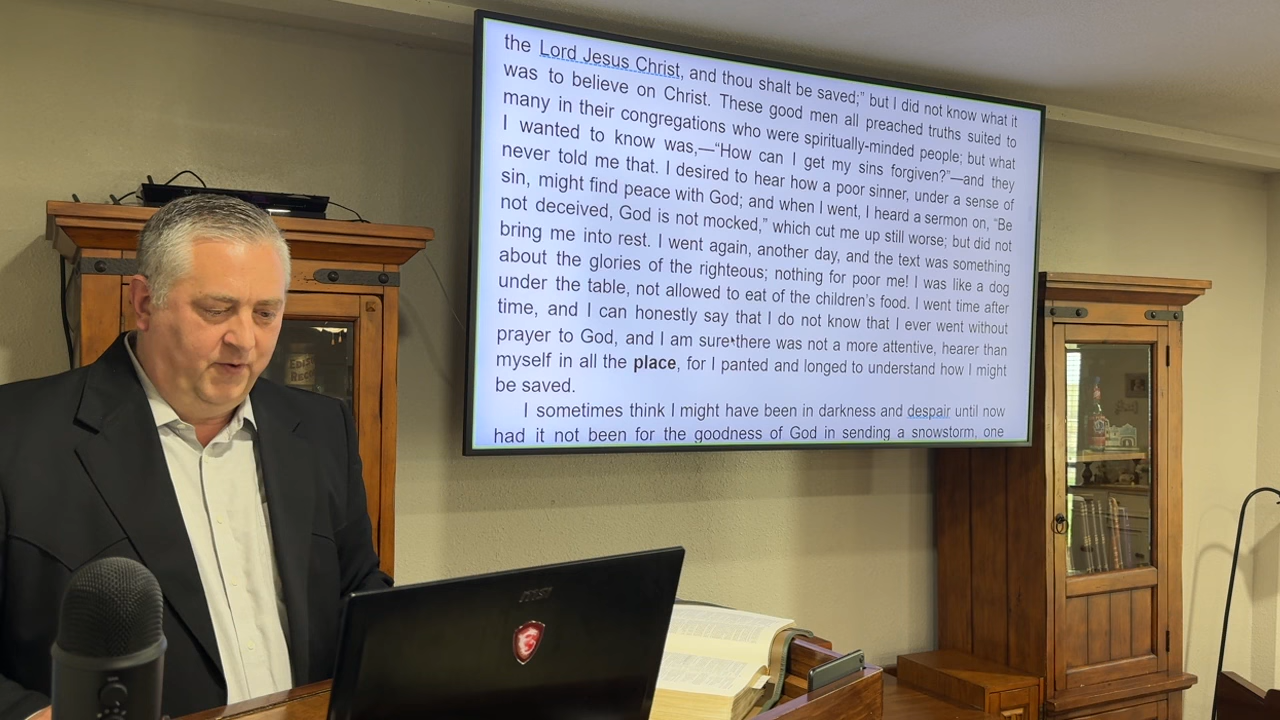 the Lord Jesus Christ, and thou shalt be saved;” but I did not know what it
was to believe on Christ. These good men all preached truths suited to
many in their congregations who were spiritually-minded people; but what
I wanted to know was,—“How can I get my sins forgiven?”—and they
never told me that. I desired to hear how a poor sinner, under a sense of
sin, might find peace with God; and when I went, I heard a sermon on, “Be
not deceived, God is not mocked,” which cut me up still worse; but did not
bring me into rest. I went again, another day, and the text was something
about the glories of the righteous; nothing for poor me! I was like a dog
under the table, not allowed to eat of the children’s food. I went time after
time, and I can honestly say that I do not know that I ever went without
prayer to God, and I am sure there was not a more attentive, hearer than
myself in all the place, for I panted and longed to understand how I might
be saved.
I sometimes think I might have been in darkness and despair until now
had it not been for the goodness of God in sending a snowstorm, one
msi